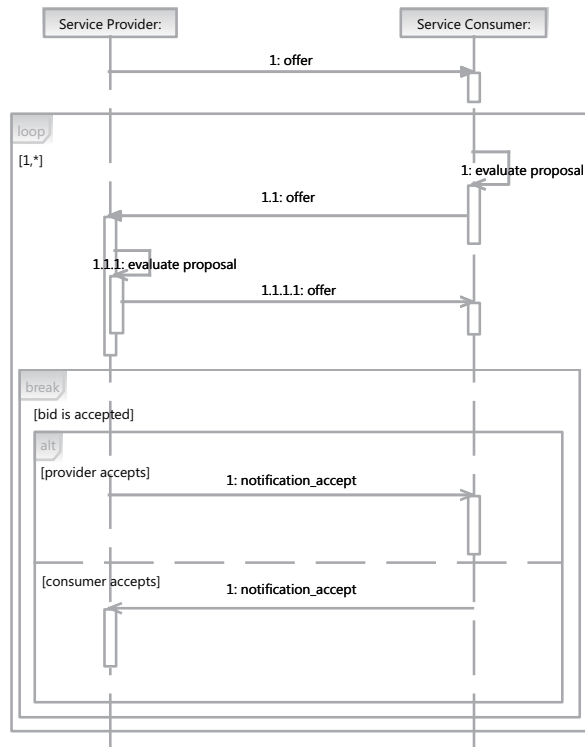 Service Provider:
Service Consumer:
1: offer
loop
[1,*]
1: evaluate proposal
1.1: offer
1.1.1: evaluate proposal
1.1.1.1: offer
break
[bid is accepted]
alt
[provider accepts]
1: notification_accept
[consumer accepts]
1: notification_accept